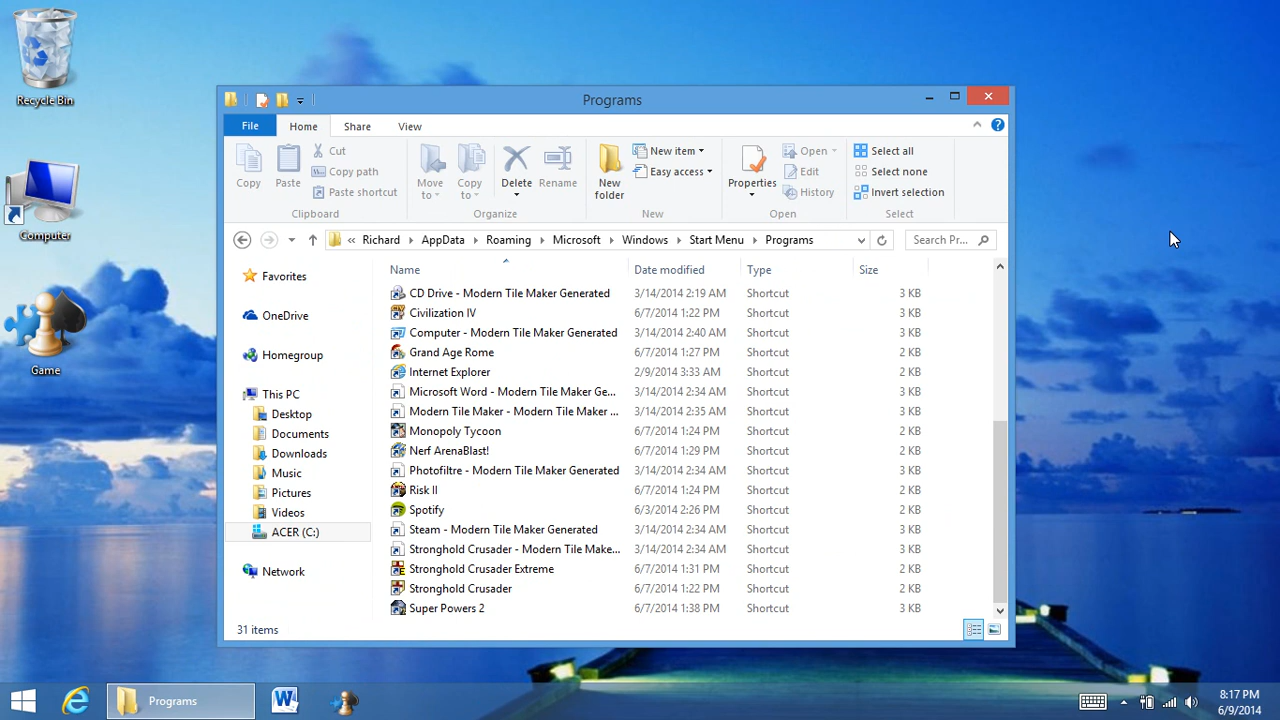 Recycle Bin
Computer
Game
Programs
File Home Share View
Copy
Paste
Cut
Copy path
Paste shortcut
Clipboard
Move to
Copy to
Delete
Rename
Organize
New folder
New item
Easy access
New
Properties
Open
Edit
History
Open
Select all
Select none
Invert selection
Select
« Richard AppData Roaming Microsoft Windows Start Menu Programs
Search Pr...
Favorites
OneDrive
Homegroup
This PC
Desktop
Documents
Downloads
Music
Pictures
Videos
ACER (C:)
Network
Name Date modified Type Size
CD Drive - Modern Tile Maker Generated 3/14/2014 2:19 AM Shortcut 3 KB
Civilization IV 6/7/2014 1:22 PM Shortcut 2 KB
Computer - Modern Tile Maker Generated 3/14/2014 2:40 AM Shortcut 3 KB
Grand Age Rome 6/7/2014 1:27 PM Shortcut 2 KB
Internet Explorer 2/9/2014 3:33 AM Shortcut 2 KB
Microsoft Word - Modern Tile Maker Ge... 3/14/2014 2:34 AM Shortcut 3 KB
Modern Tile Maker - Modern Tile Maker ... 3/14/2014 2:35 AM Shortcut 3 KB
Monopoly Tycoon 6/7/2014 1:24 PM Shortcut 2 KB
Nerf ArenaBlast! 6/7/2014 1:29 PM Shortcut 2 KB
Photofiltre - Modern Tile Maker Generated 3/14/2014 2:34 AM Shortcut 3 KB
Risk II 6/7/2014 1:24 PM Shortcut 2 KB
Spotify 6/3/2014 2:26 PM Shortcut 2 KB
Steam - Modern Tile Maker Generated 3/14/2014 2:34 AM Shortcut 3 KB
Stronghold Crusader - Modern Tile Make... 3/14/2014 2:34 AM Shortcut 3 KB
Stronghold Crusader Extreme 6/7/2014 1:31 PM Shortcut 2 KB
Stronghold Crusader 6/7/2014 1:22 PM Shortcut 2 KB
Super Powers 2 6/7/2014 1:38 PM Shortcut 3 KB
31 items
Programs
8:17 PM
6/9/2014